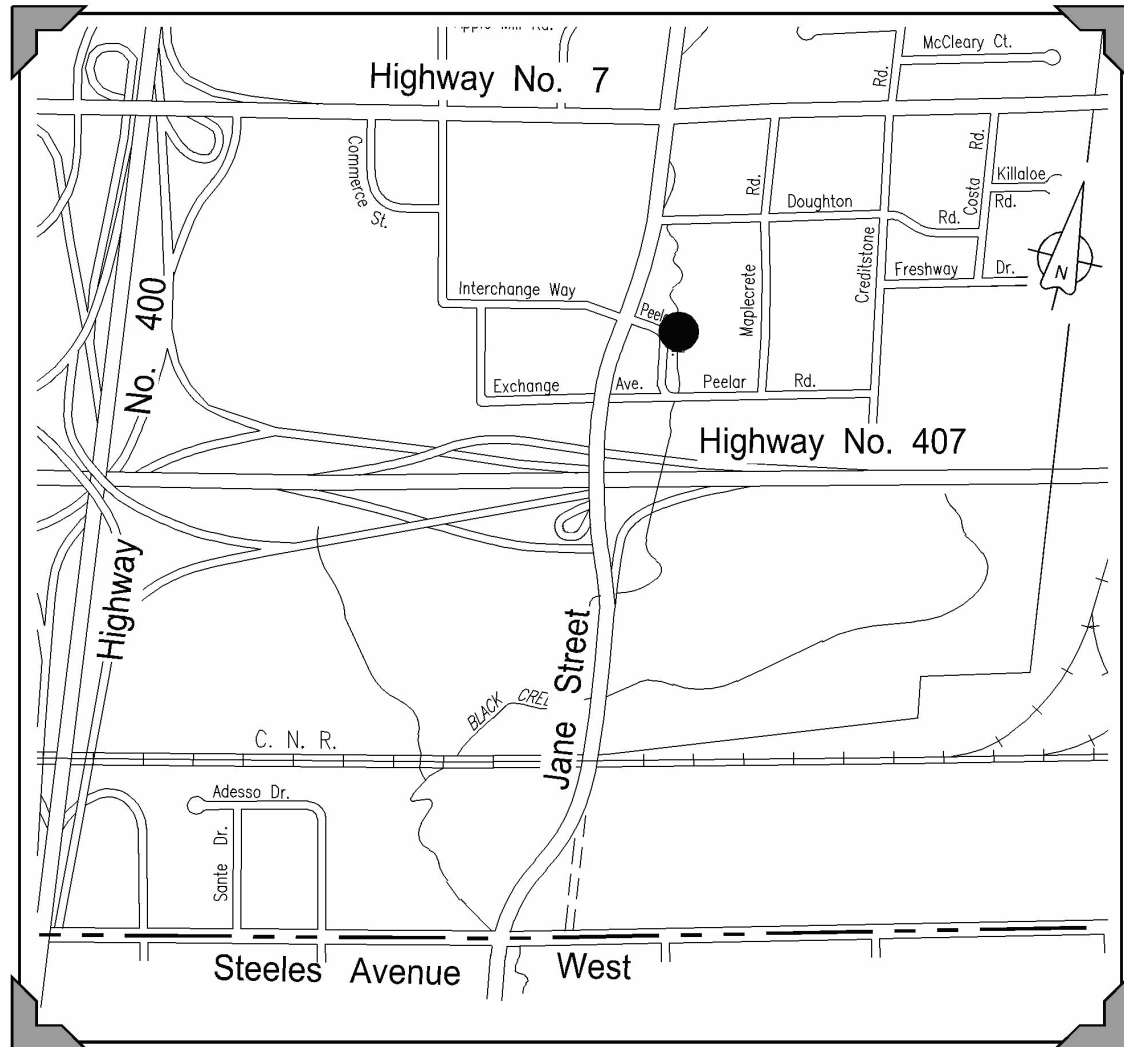 McCleary Ct.
Highway No. 7
Rd.
Commerce St.
Rd.
Costa Rd.
Killaloe Rd.
Doughton Rd.
Creditstone
Maplecrete
Freshway Dr.
N
Interchange Way
No. 400
Exchange Ave.
Peelar Rd.
Highway No. 407
Highway
Jane Street
BLACK
C. N. R.
Adesso Dr.
Sante Dr.
Steeles Avenue West